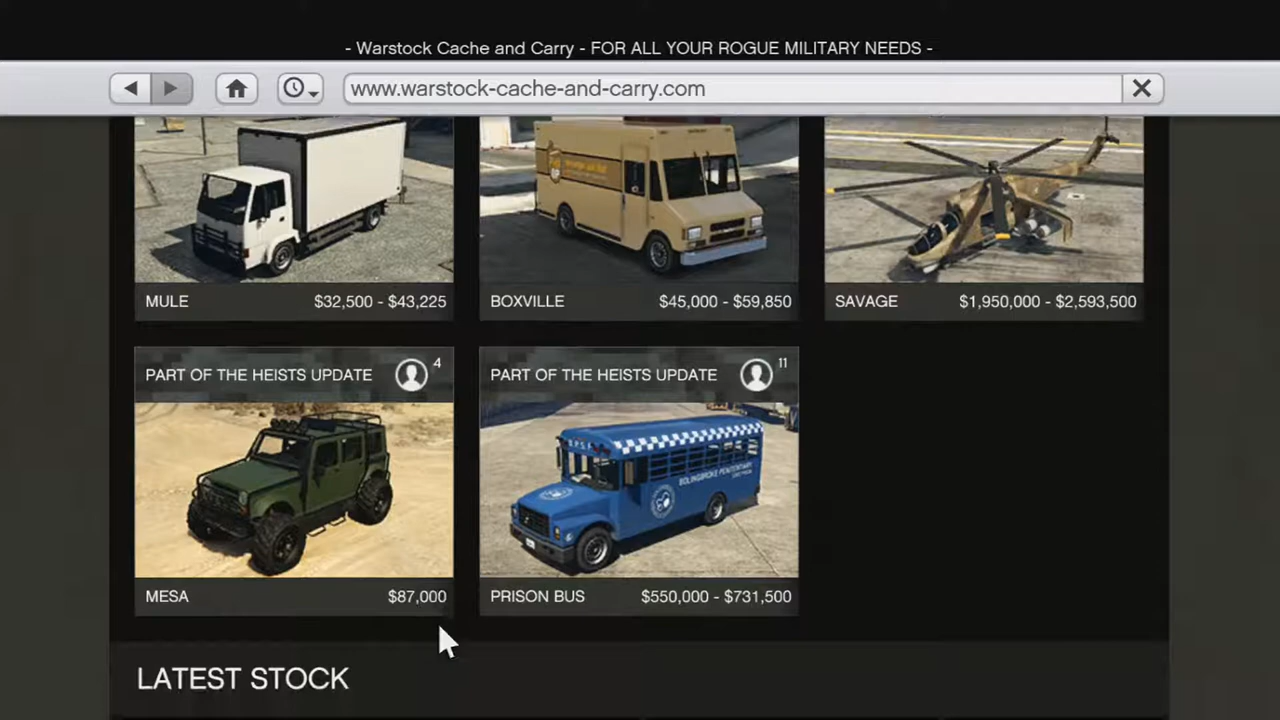 - Warstock Cache and Carry - FOR ALL YOUR ROGUE MILITARY NEEDS -
www.warstock-cache-and-carry.com
MULE $32,500 - $43,225
BOXVILLE $45,000 - $59,850
SAVAGE $1,950,000 - $2,593,500
PART OF THE HEISTS UPDATE 4
PART OF THE HEISTS UPDATE 11
BOLINGBROKE PENITENTIARY
MESA $87,000
PRISON BUS $550,000 - $731,500
LATEST STOCK